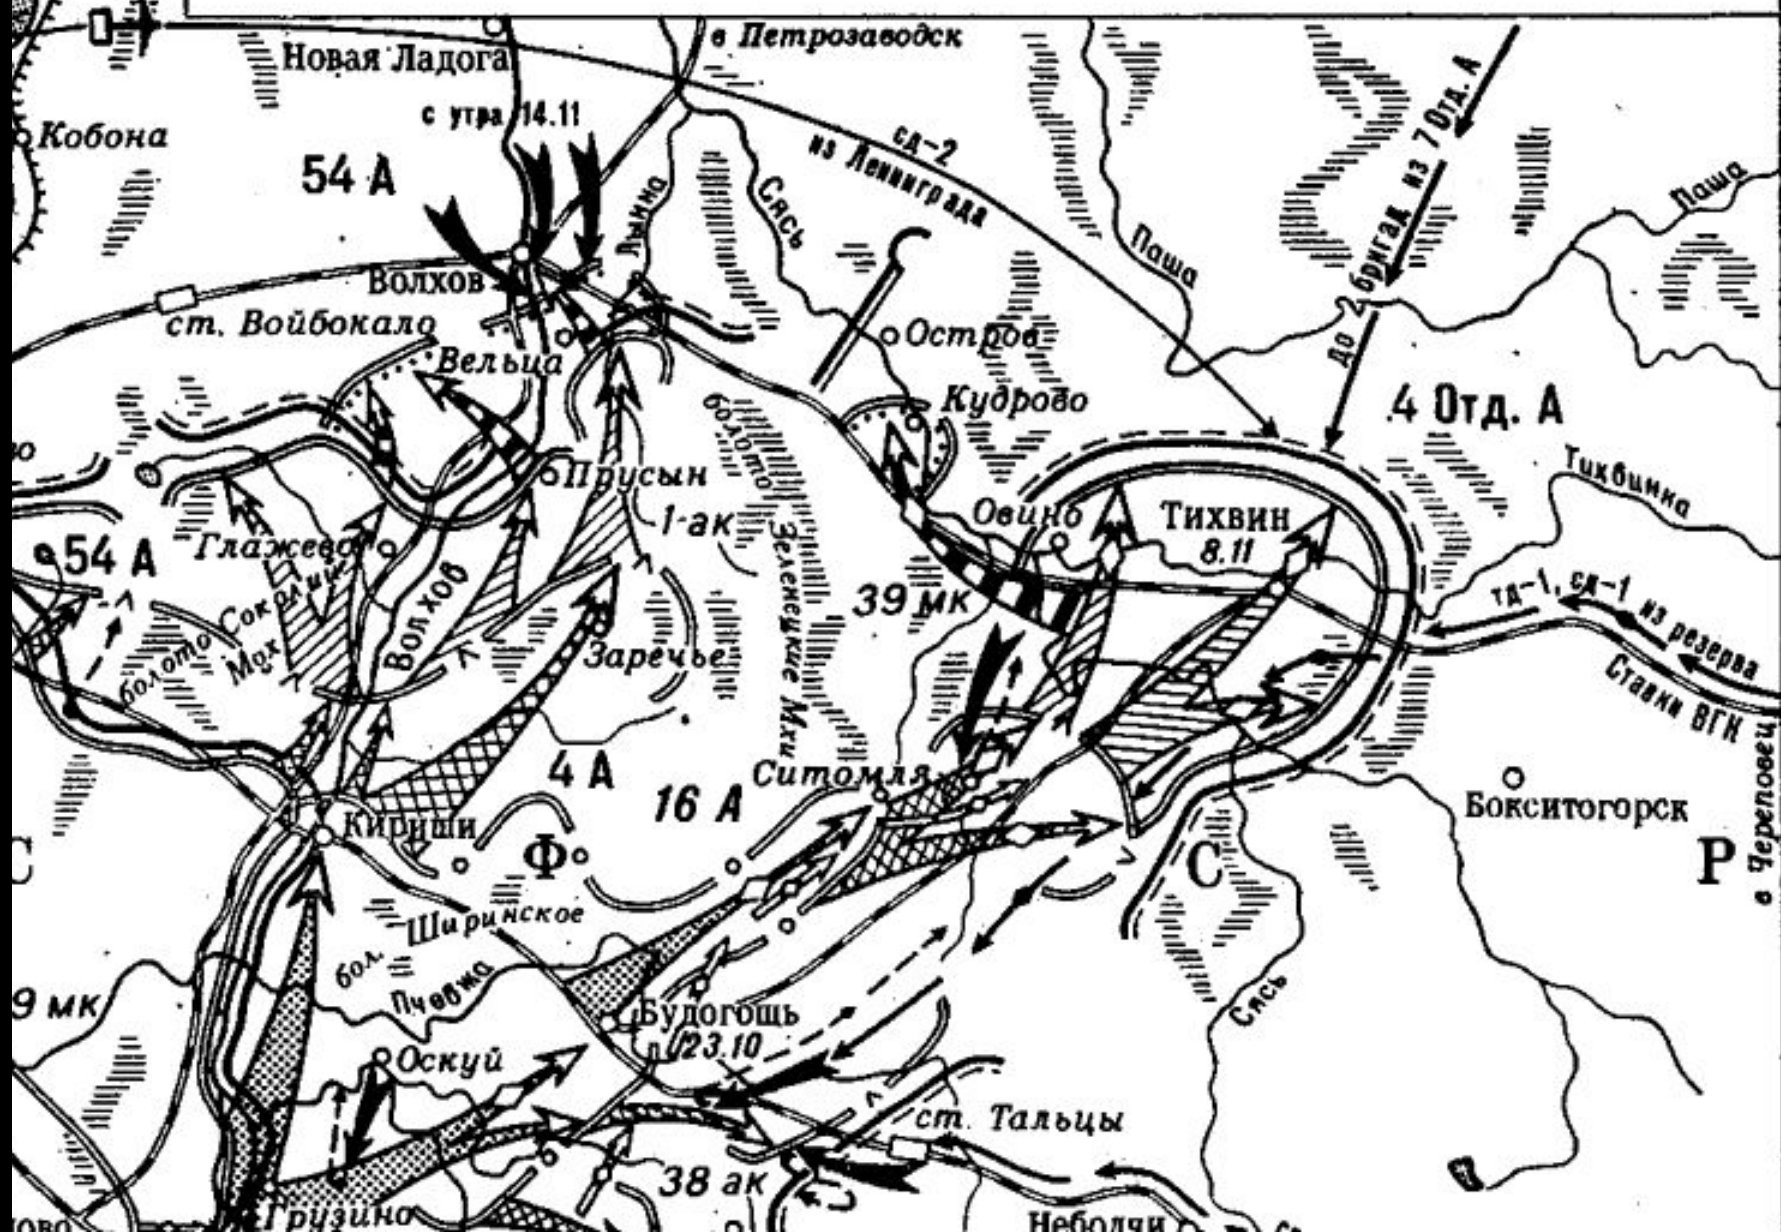 в Петрозаводск
Новая Ладога
с утра 14.11
Кобона
54 А
сд-2
из Ленинграда
до 2 бригад из 7 Отд. А
Сясь
Паша
Паша
Волхов
ст. Войбокало
Вельца
Остров
Кудрово
4 Отд. А
Тихвинка
Прусын
болото Зеленецкие Мхи
1-ак
Овино
Тихвин
8.11
Глажево
54 А
39 мк
тд-1, сд-1 из резерва
Ставки ВГК
болото Соколий
Мох
Волхов
Заречье
4 А
16 А
Ситомля
Бокситогорск
в Череповец
Кириши
С
Ф
С
Р
бол. Ширинское
Пчевжа
9 мк
Будогощь
23.10
Сясь
Оскуй
ст. Тальцы
38 ак
Грузино
Неболчи